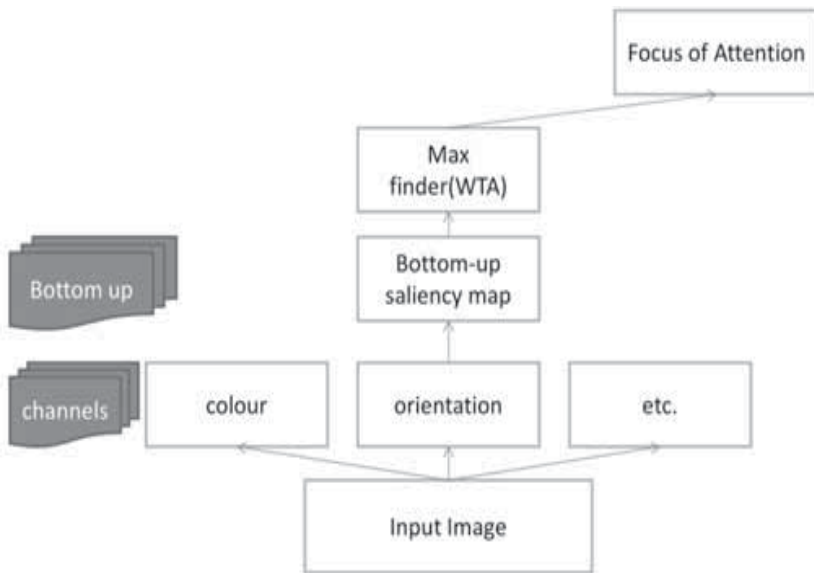 Focus of Attention
Max
finder(WTA)
Bottom-up
saliency map
Bottom up
channels
colour
orientation
etc.
Input Image